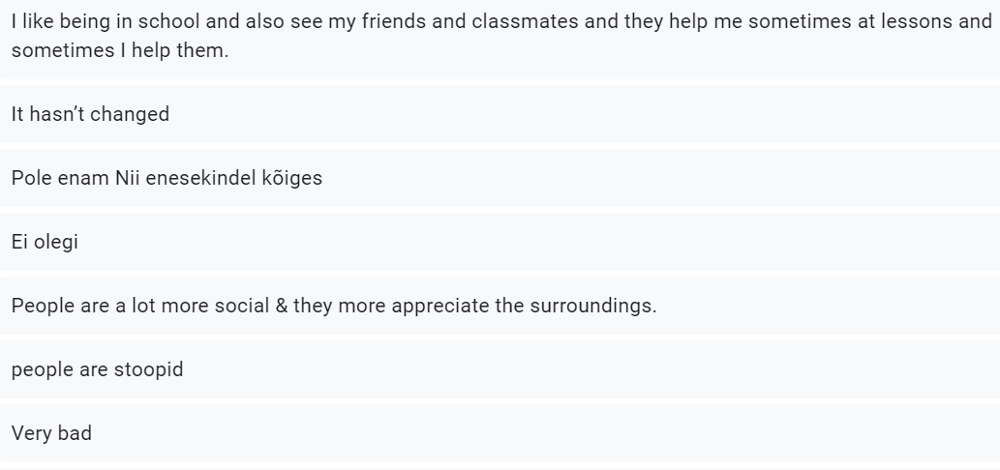 I like being in school and also see my friends and classmates and they help me sometimes at lessons and
sometimes I help them.
It hasn’t changed
Pole enam Nii enesekindel kõiges
Ei olegi
People are a lot more social & they more appreciate the surroundings.
people are stoopid
Very bad